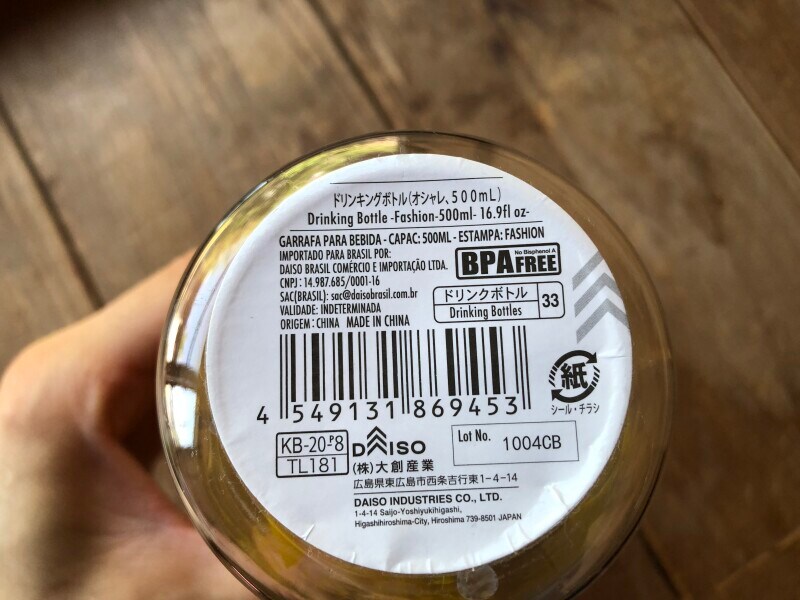 ドリンキングボトル(オシャレ、500mL)
Drinking Bottle -Fashion-500ml- 16.9fl oz-
GARRAFA PARA BEBIDA - CAPAC: 500ML - ESTAMPA: FASHION
IMPORTADO PARA BRASIL POR:
DAISO BRASIL COMÉRCIO E IMPORTAÇÃO LTDA.
CNPJ: 14.987.685/0001-16
SAC(BRASIL): sac@daisobrasil.com.br
VALIDADE: INDETERMINADA
ORIGEM: CHINA MADE IN CHINA
BPA No Bisphenol A FREE
ドリンクボトル 33
Drinking Bottles
紙
シール・チラシ
4 549131 869453
KB-20-P8
TL181
DAISO
Lot No. 1004CB
(株)大創産業
広島県東広島市西条吉行東1-4-14
DAISO INDUSTRIES CO., LTD.
1-4-14 Saijo-Yoshiyukihigashi,
Higashihiroshima-City, Hiroshima 739-8501 JAPAN